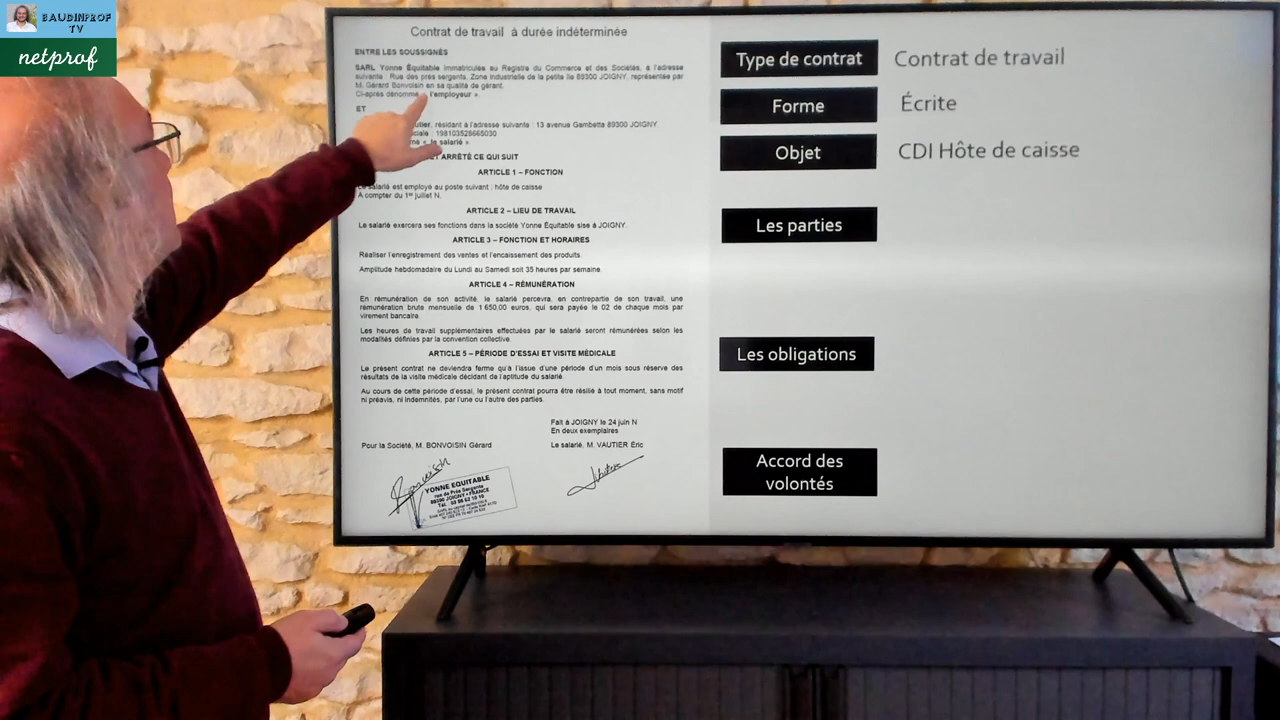 BAUDINPROF
TV
netprof
Contrat de travail à durée indéterminée
ENTRE LES SOUSSIGNÉS
SARL Yonne Équitable Immatriculée au Registre du Commerce et des Sociétés, à l'adresse
suivante : Rue des près sergents, Zone industrielle de la petite Ile 89300 JOIGNY, représentée par
M. Gérard Bonvoisin en sa qualité de gérant.
Ci-après dénommé « l'employeur »
ET
résidant à l'adresse suivante : 13 avenue Gambetta 89300 JOIGNY.
198103528665030
« le salarié »
ARRÊTÉ CE QUI SUIT
ARTICLE 1 – FONCTION
Le salarié est employé au poste suivant : hôte de caisse
A compter du 1er juillet N.
ARTICLE 2 – LIEU DE TRAVAIL
Le salarié exercera ses fonctions dans la société Yonne Équitable sise à JOIGNY.
ARTICLE 3 – FONCTION ET HORAIRES
Réaliser l'enregistrement des ventes et l'encaissement des produits.
Amplitude hebdomadaire du Lundi au Samedi soit 35 heures par semaine.
ARTICLE 4 – RÉMUNÉRATION
En rémunération de son activité, le salarié percevra, en contrepartie de son travail, une
rémunération brute mensuelle de 1 650,00 euros, qui sera payée le 02 de chaque mois par
virement bancaire.
Les heures de travail supplémentaires effectuées par le salarié seront rémunérées selon les
modalités définies par la convention collective.
ARTICLE 5 – PÉRIODE D'ESSAI ET VISITE MÉDICALE
Le présent contrat ne deviendra ferme qu'à l'issue d'une période d'un mois sous réserve des
résultats de la visite médicale décidant de l'aptitude du salarié.
Au cours de cette période d'essai, le présent contrat pourra être résilié à tout moment, sans motif
ni préavis, ni indemnités, par l'une ou l'autre des parties.
Fait à JOIGNY le 24 juin N
En deux exemplaires
Pour la Société, M. BONVOISIN Gérard
Le salarié, M. VAUTIER Éric
YONNE EQUITABLE
rue de Près Sergents
89300 JOIGNY • FRANCE
Type de contrat
Contrat de travail
Forme
Écrite
Objet
CDI Hôte de caisse
Les parties
Les obligations
Accord des
volontés